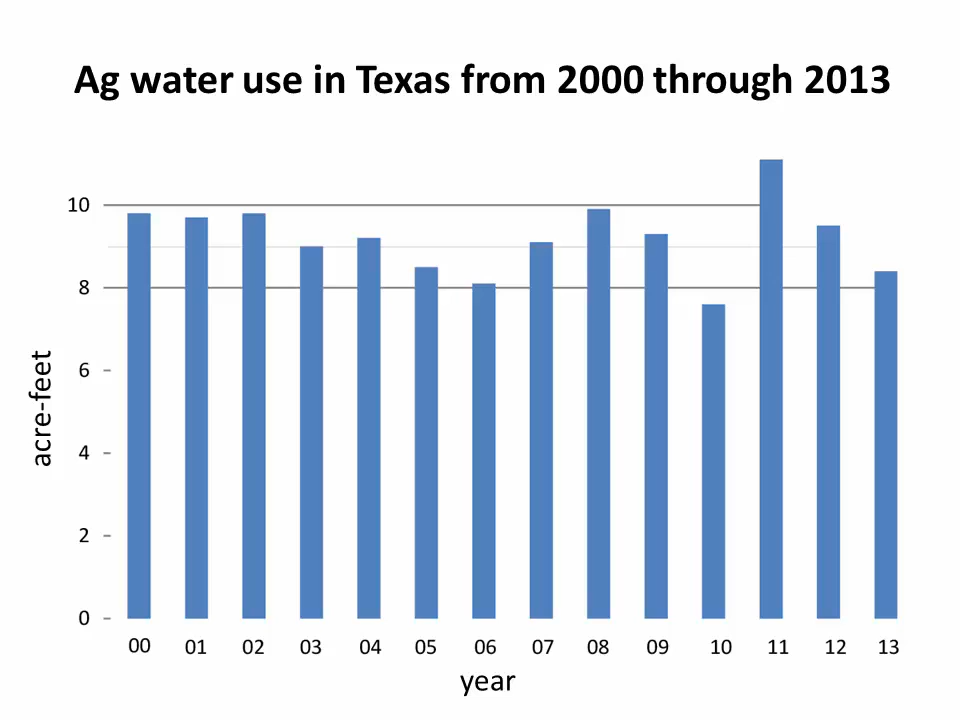 Ag water use in Texas from 2000 through 2013
10
8
6
4
2
0
acre-feet
00 01 02 03 04 05 06 07 08 09 10 11 12 13
year